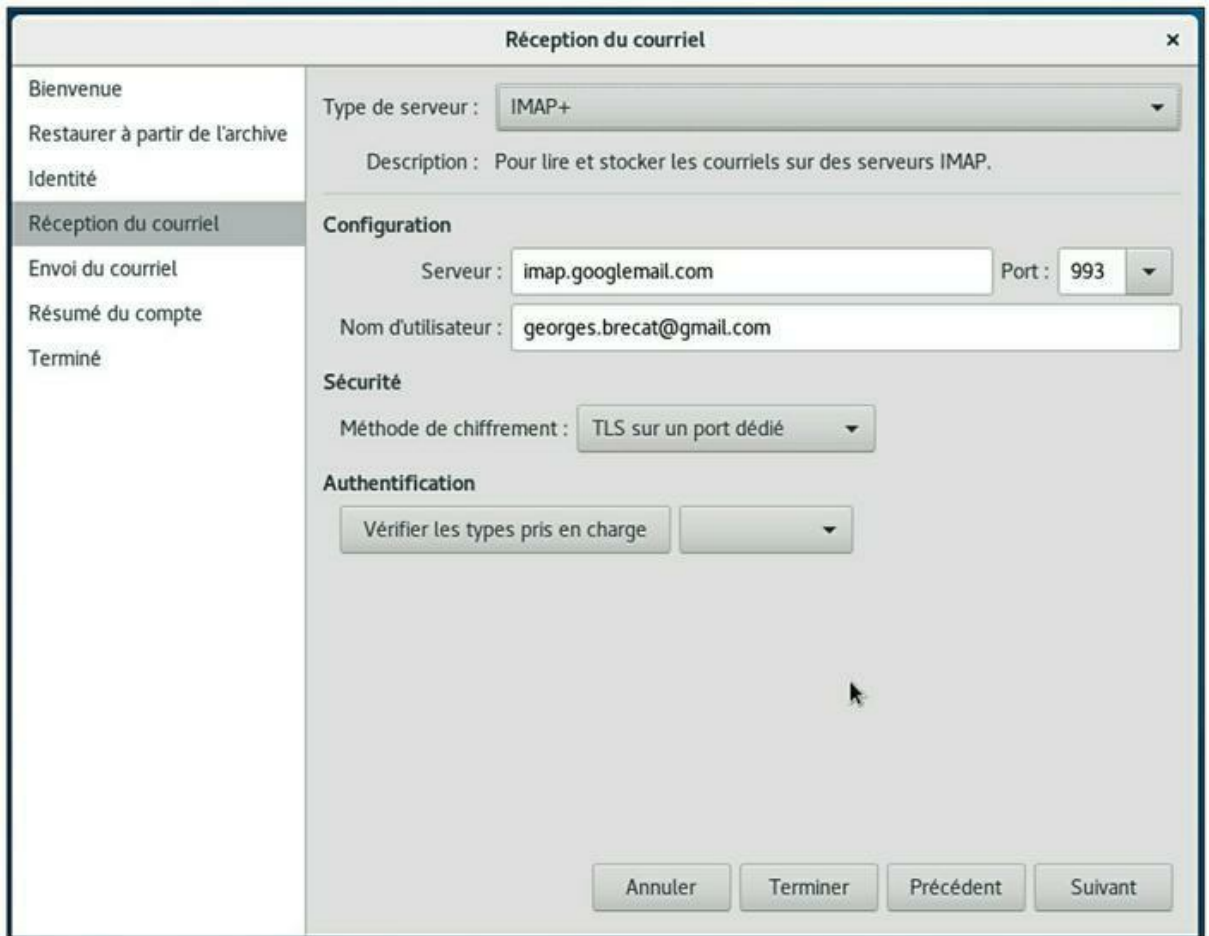 Réception du courriel
×
Bienvenue
Restaurer à partir de l'archive
Identité
Réception du courriel
Envoi du courriel
Résumé du compte
Terminé
Type de serveur : IMAP+
Description : Pour lire et stocker les courriels sur des serveurs IMAP.
Configuration
Serveur : imap.googlemail.com Port : 993
Nom d'utilisateur : georges.brecat@gmail.com
Sécurité
Méthode de chiffrement : TLS sur un port dédié
Authentification
Vérifier les types pris en charge
Annuler Terminer Précédent Suivant